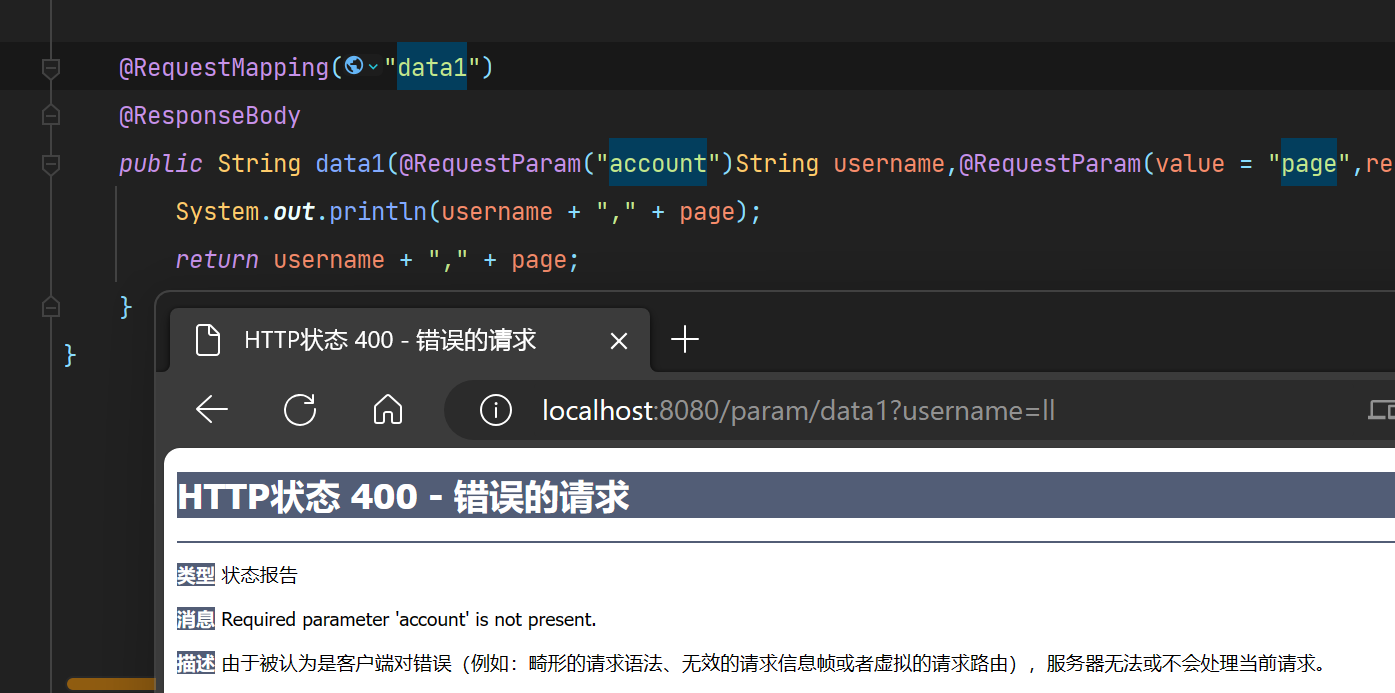 @RequestMapping("data1")
@ResponseBody
public String data1(@RequestParam("account")String username,@RequestParam(value = "page",re
System.out.println(username + "," + page);
return username + "," + page;
}
}
HTTP状态 400 - 错误的请求
localhost:8080/param/data1?username=ll
HTTP状态 400 - 错误的请求
类型 状态报告
消息 Required parameter 'account' is not present.
描述 由于被认为是客户端对错误（例如：畸形的请求语法、无效的请求信息帧或者虚拟的请求路由），服务器无法或不会处理当前请求。